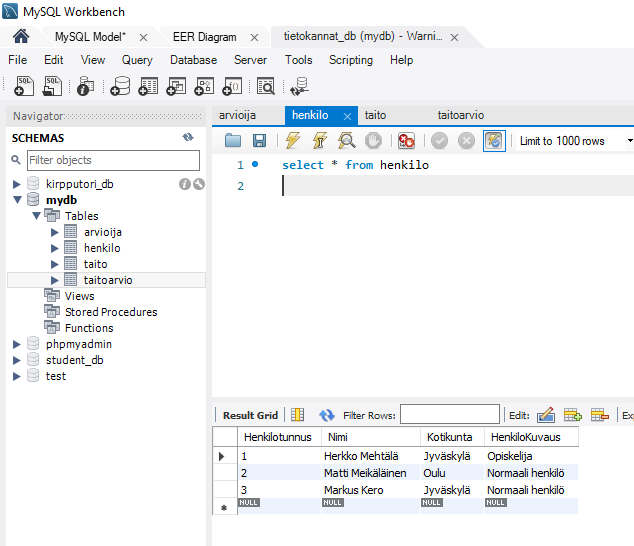 MySQL Workbench
MySQL Model* × EER Diagram × tietokannat_db (mydb) - Warni... ×
File Edit View Query Database Server Tools Scripting Help
Navigator
SCHEMAS
Filter objects
kirpputori_db
mydb
Tables
arvioija
henkilo
taito
taitoarvio
Views
Stored Procedures
Functions
phpmyadmin
student_db
test
arvioija henkilo × taito taitoarvio
Limit to 1000 rows
1 select * from henkilo
2
Result Grid Filter Rows: Edit: Exp
Henkilotunnus Nimi Kotikunta HenkiloKuvaus
1 Herkko Mehtälä Jyväskylä Opiskelija
2 Matti Meikäläinen Oulu Normaali henkilö
3 Markus Kero Jyväskylä Normaali henkilö
NULL NULL NULL NULL